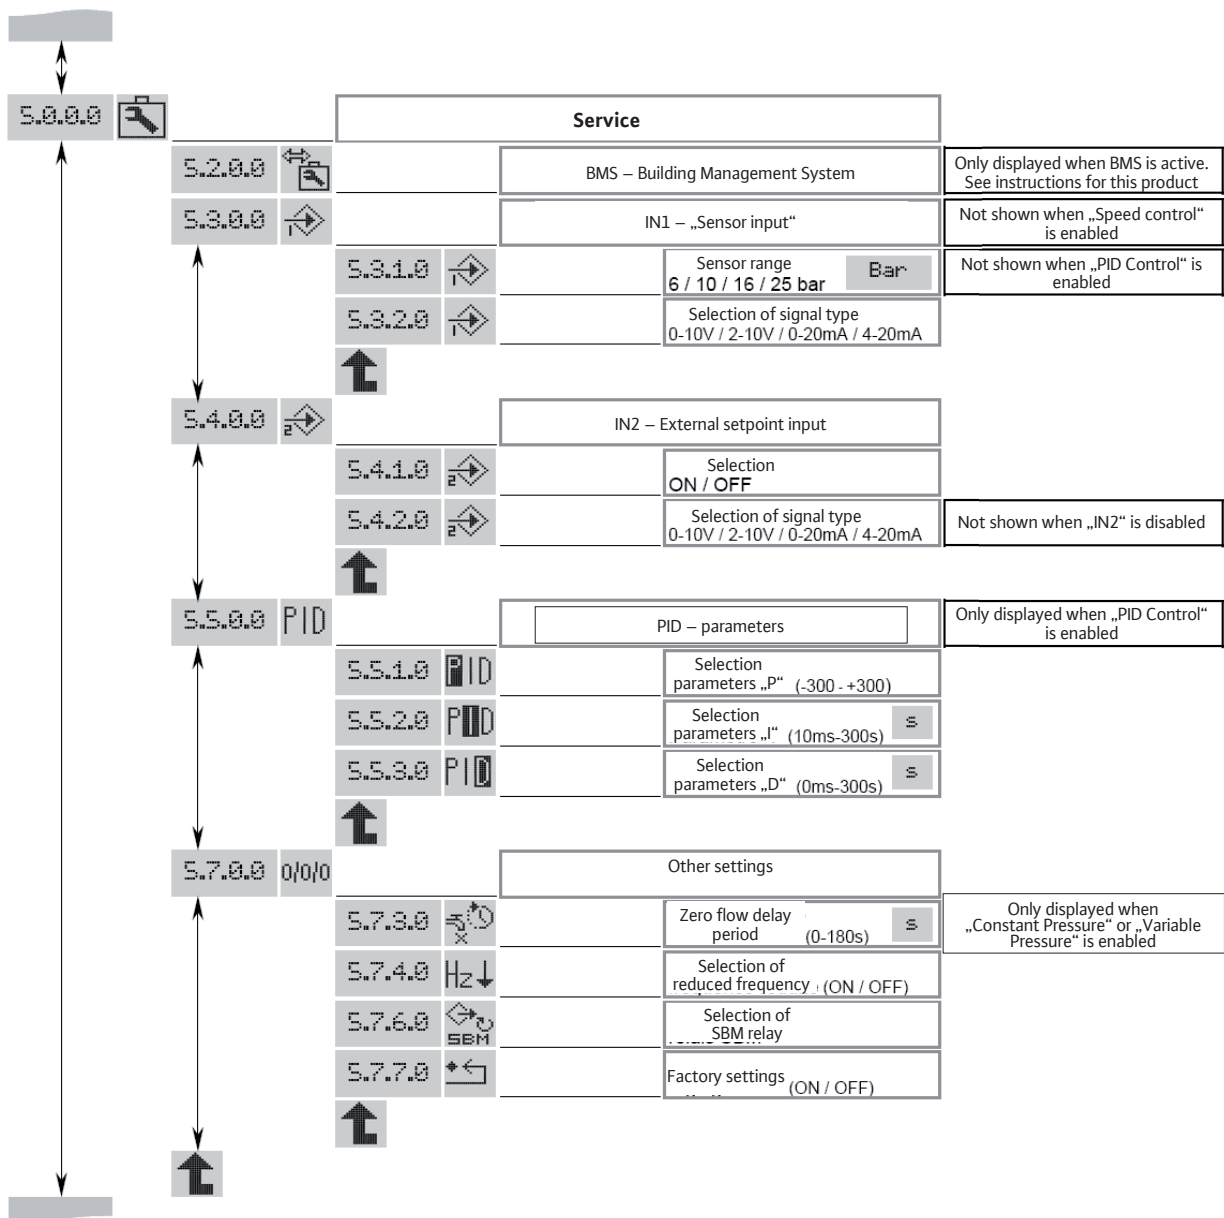 5.0.0.0
Service
5.2.0.0
BMS – Building Management System
Only displayed when BMS is active.
See instructions for this product
5.3.0.0
1
IN1 – „Sensor input“
Not shown when „Speed control“
is enabled
5.3.1.0
1
Sensor range
6 / 10 / 16 / 25 bar
Bar
Not shown when „PID Control“ is
enabled
5.3.2.0
1
Selection of signal type
0-10V / 2-10V / 0-20mA / 4-20mA
5.4.0.0
2
IN2 – External setpoint input
5.4.1.0
2
Selection
ON / OFF
5.4.2.0
2
Selection of signal type
0-10V / 2-10V / 0-20mA / 4-20mA
Not shown when „IN2“ is disabled
5.5.0.0 PID
PID – parameters
Only displayed when „PID Control“
is enabled
5.5.1.0 PID
Selection
parameters „P“ (-300 - +300)
5.5.2.0 PID
Selection
parameters „I“ (10ms-300s)
s
5.5.3.0 PID
Selection
parameters „D“ (0ms-300s)
s
5.7.0.0 0/0/0
Other settings
5.7.3.0
Zero flow delay
period (0-180s)
s
Only displayed when
„Constant Pressure“ or „Variable
Pressure“ is enabled
5.7.4.0 Hz
Selection of
reduced frequency (ON / OFF)
5.7.6.0
SBM
Selection of
SBM relay
5.7.7.0
Factory settings (ON / OFF)